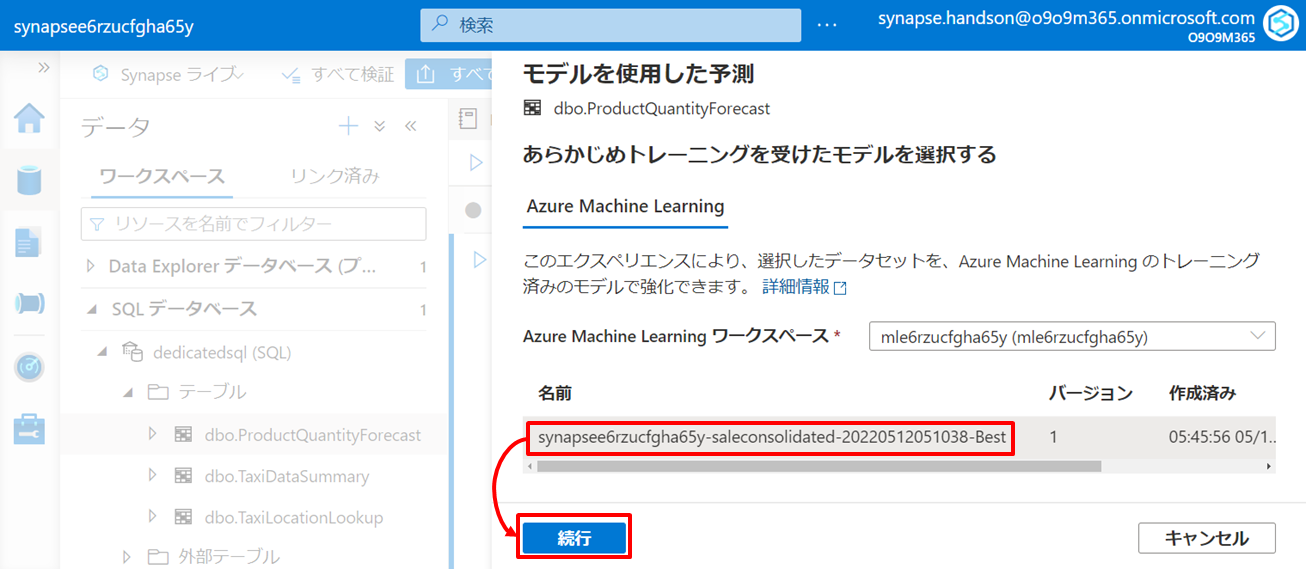 synapsee6rzucfgha65y
検索
...
synapse.handson@o9o9m365.onmicrosoft.com
O9O9M365
Synapse ライブ
すべて検証
すべて
データ
ワークスペース
リンク済み
リソースを名前でフィルター
Data Explorer データベース (プ... 1
SQL データベース 1
dedicatedsql (SQL)
テーブル
dbo.ProductQuantityForecast
dbo.TaxiDataSummary
dbo.TaxiLocationLookup
外部テーブル
モデルを使用した予測
dbo.ProductQuantityForecast
あらかじめトレーニングを受けたモデルを選択する
Azure Machine Learning
このエクスペリエンスにより、選択したデータセットを、Azure Machine Learning のトレーニング
済みのモデルで強化できます。 詳細情報
Azure Machine Learning ワークスペース *
mle6rzucfgha65y (mle6rzucfgha65y)
名前 バージョン 作成済み
synapsee6rzucfgha65y-saleconsolidated-20220512051038-Best 1 05:45:56 05/1...
続行
キャンセル